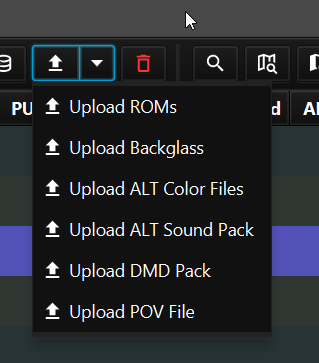 PU
d
Al
Upload ROMs
Upload Backglass
Upload ALT Color Files
Upload ALT Sound Pack
Upload DMD Pack
Upload POV File